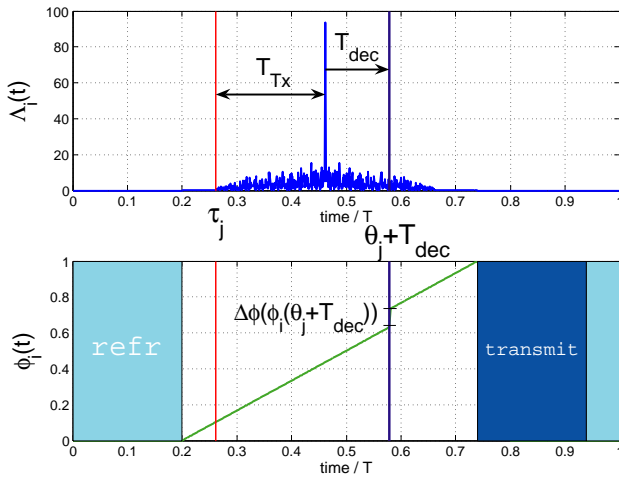 100
80
60
40
20
0
Λi(t)
T_Tx
T_dec
0 0.1 0.2 0.3 0.4 0.5 0.6 0.7 0.8 0.9 1
time / T
τj
θj+Tdec
1
0.8
0.6
0.4
0.2
0
ϕi(t)
refr
Δϕ(ϕi(θj+Tdec))
transmit
0 0.1 0.2 0.3 0.4 0.5 0.6 0.7 0.8 0.9 1
time / T